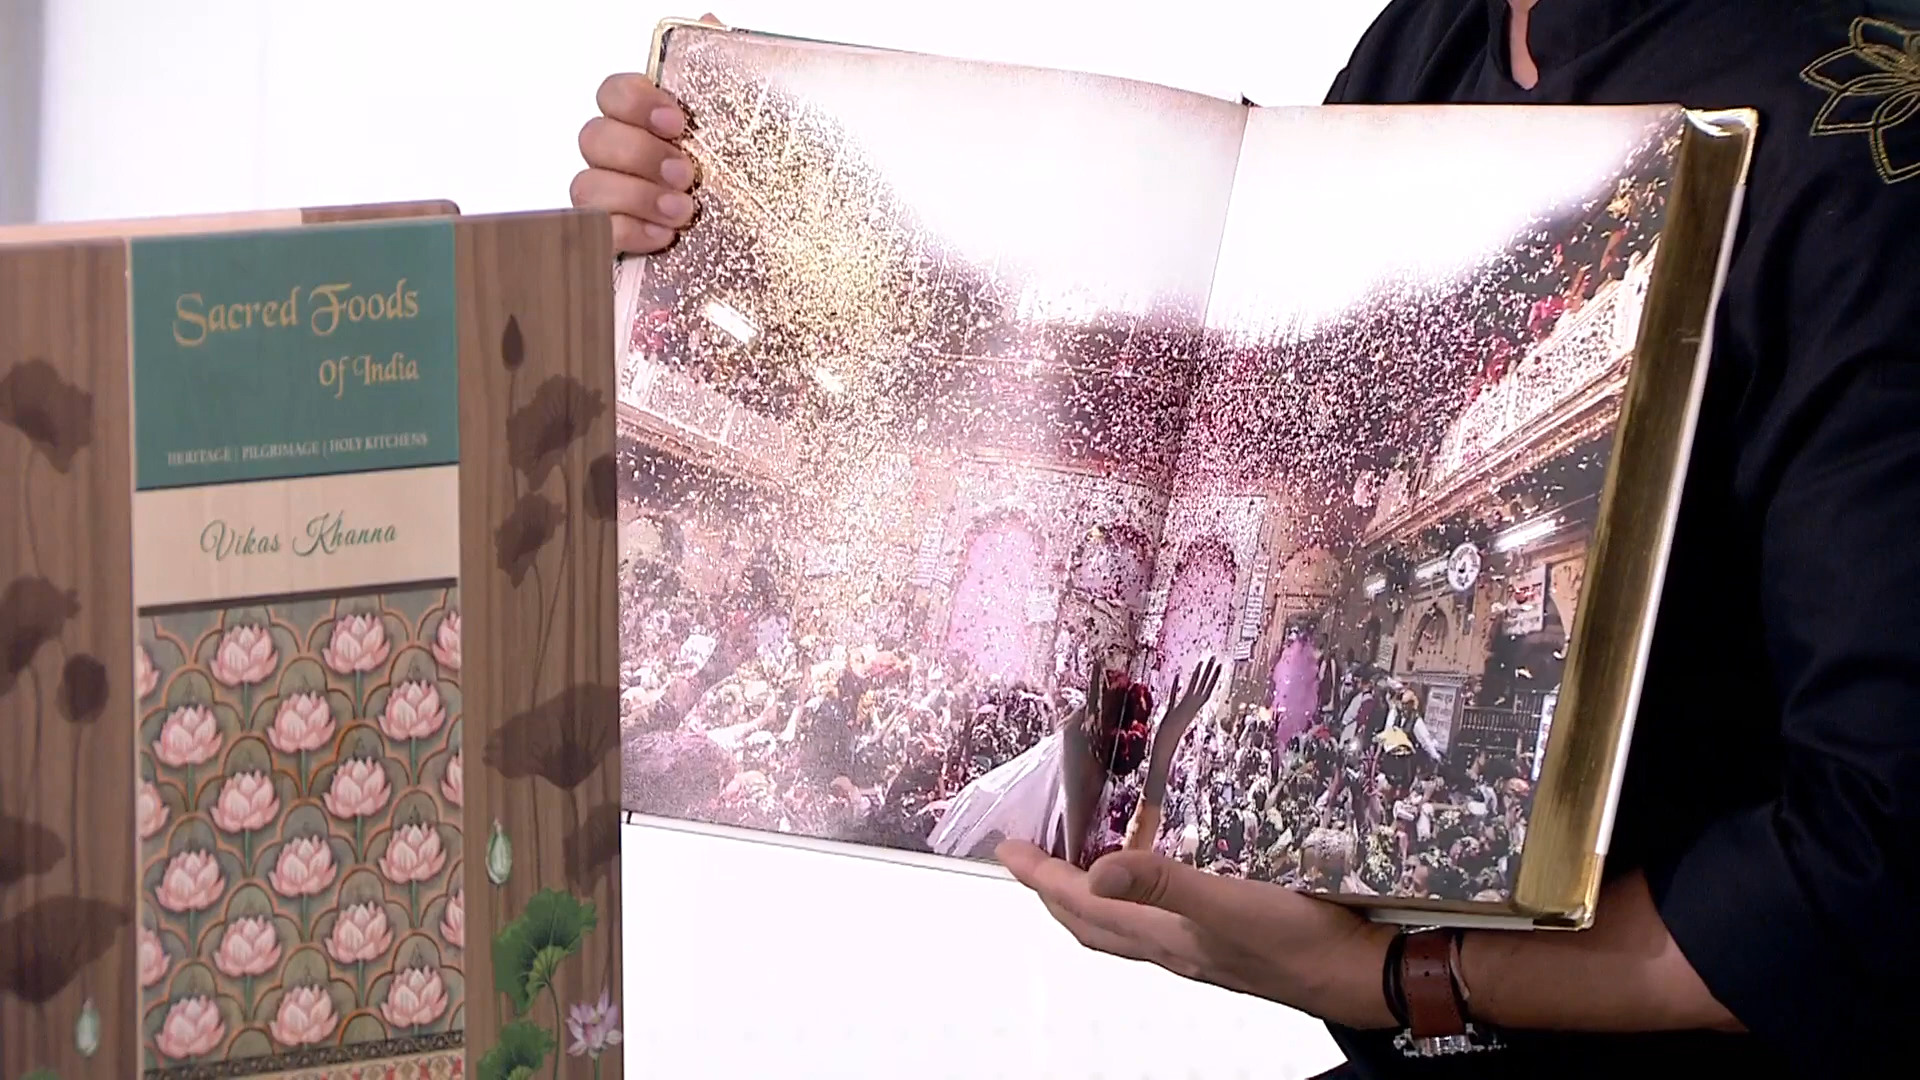 Sacred Foods
Of India
HERITAGE | PILGRIMAGE | HOLY KITCHENS
Vikas Khanna